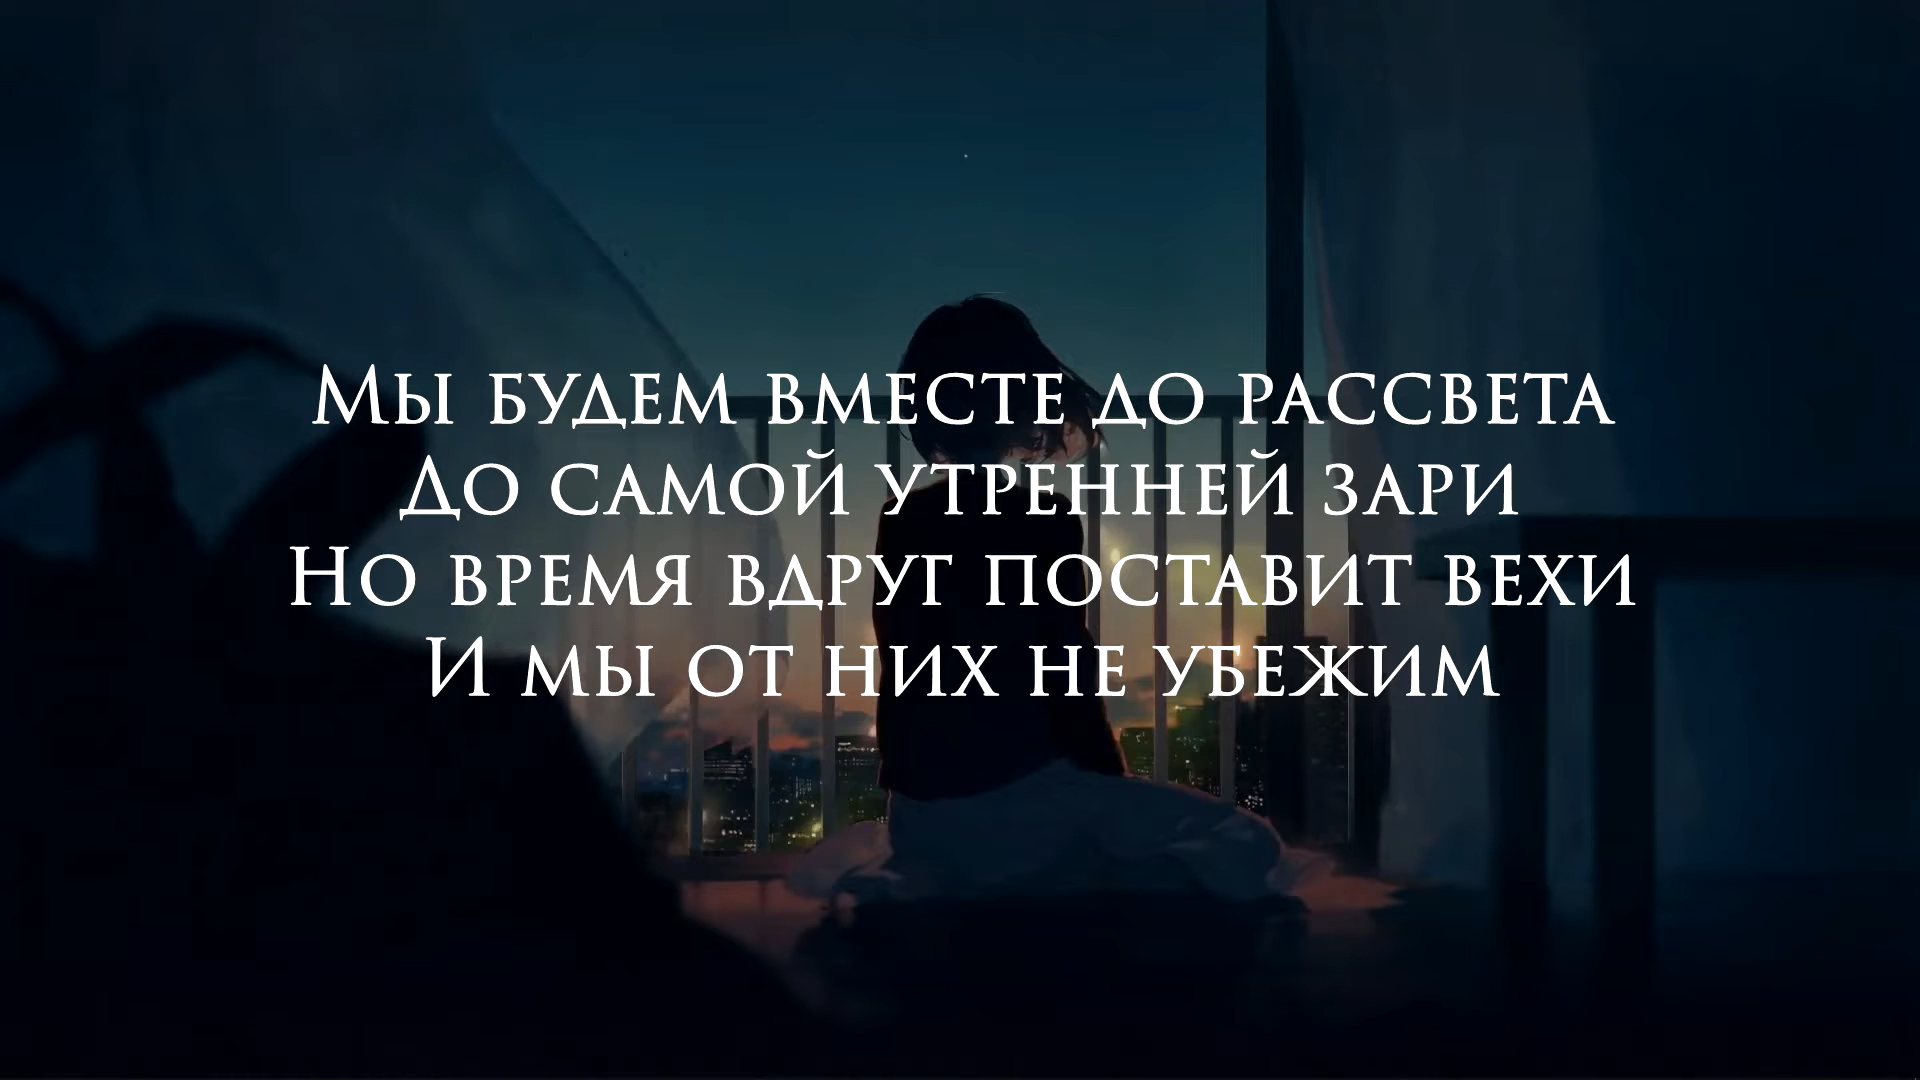 Мы будем вместе до рассвета
До самой утренней зари
Но время вдруг поставит вехи
И мы от них не убежим